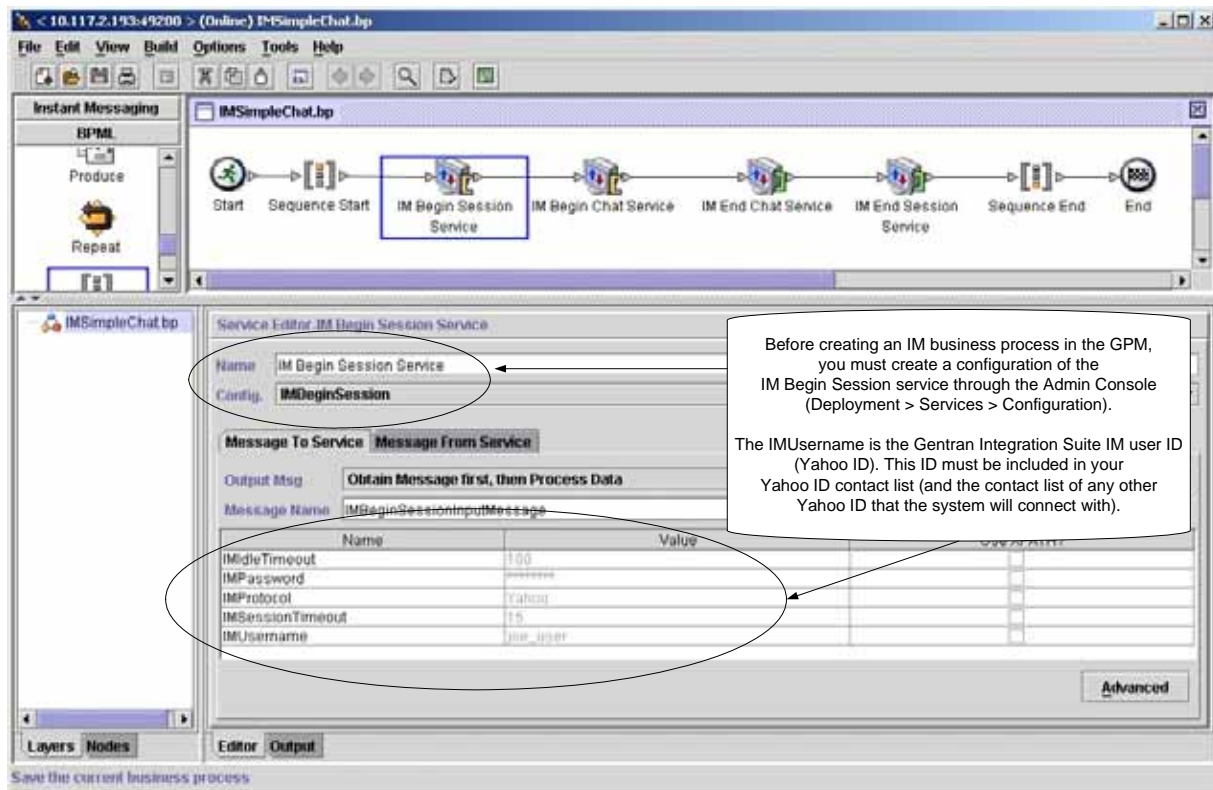 < 10.117.2.193:49200 > (Online) IMSimpleChat.bp
File Edit View Build Options Tools Help
Instant Messaging
BPML
Produce
Repeat
IMSimpleChat.bp
Start
Sequence Start
IM Begin Session Service
IM Begin Chat Service
IM End Chat Service
IM End Session Service
Sequence End
End
IMSimpleChat.bp
Service Editor-IM Begin Session Service
Name IM Begin Session Service
Config. IMBeginSession
Message To Service Message From Service
Output Msg Obtain Message first, then Process Data
Message Name IMBeginSessionInputMessage
Name Value
IMIdleTimeout 100
IMPassword ********
IMProtocol Yahoo
IMSessionTimeout 15
IMUsername joe_user
Before creating an IM business process in the GPM,
you must create a configuration of the
IM Begin Session service through the Admin Console
(Deployment > Services > Configuration).
The IMUsername is the Gentran Integration Suite IM user ID
(Yahoo ID). This ID must be included in your
Yahoo ID contact list (and the contact list of any other
Yahoo ID that the system will connect with).
Advanced
Layers Nodes
Editor Output
Save the current business process